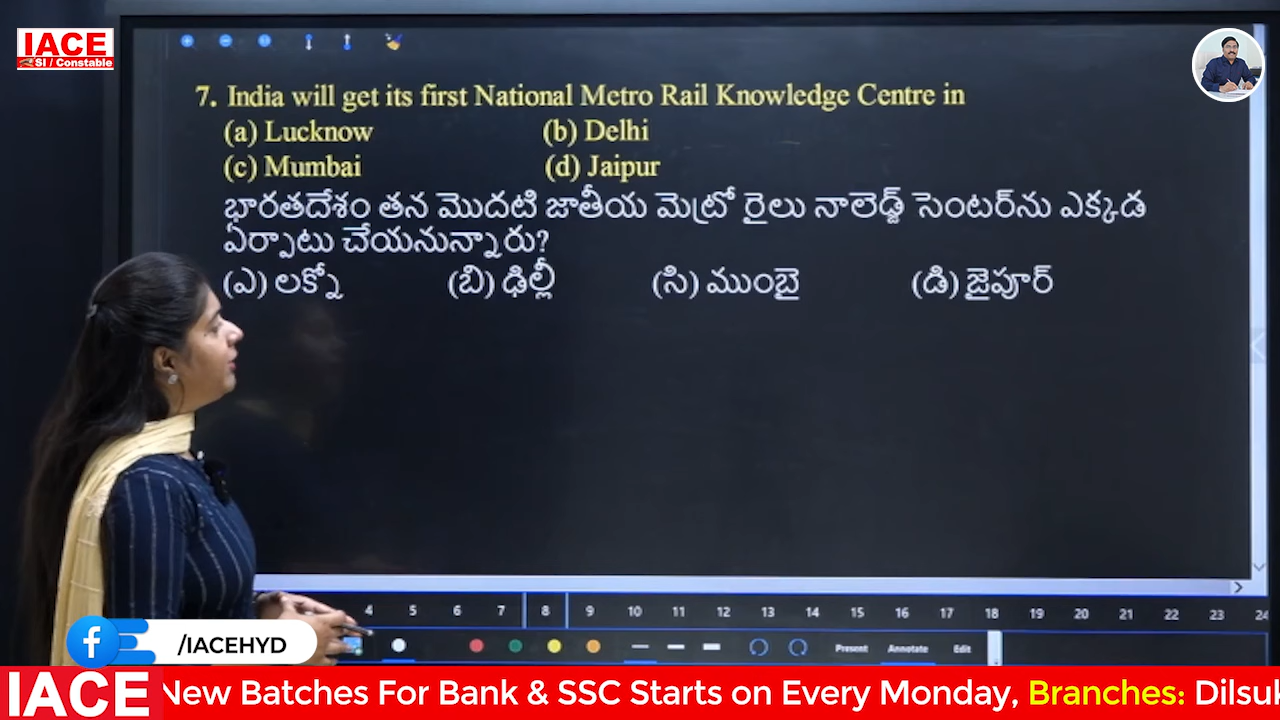 IACE
SI / Constable
7. India will get its first National Metro Rail Knowledge Centre in
(a) Lucknow (b) Delhi
(c) Mumbai (d) Jaipur
భారతదేశం తన మొదటి జాతీయ మెట్రో రైలు నాలెడ్జ్ సెంటర్‌ను ఎక్కడ
ఏర్పాటు చేయనున్నారు?
(ఎ) లక్నో (బి) ఢిల్లీ (సి) ముంబై (డి) జైపూర్
4 5 6 7 8 9 10 11 12 13 14 15 16 17 18 19 20 21 22 23 24
Present Annotate Edit
f /IACEHYD
IACE New Batches For Bank & SSC Starts on Every Monday, Branches: Dilsu